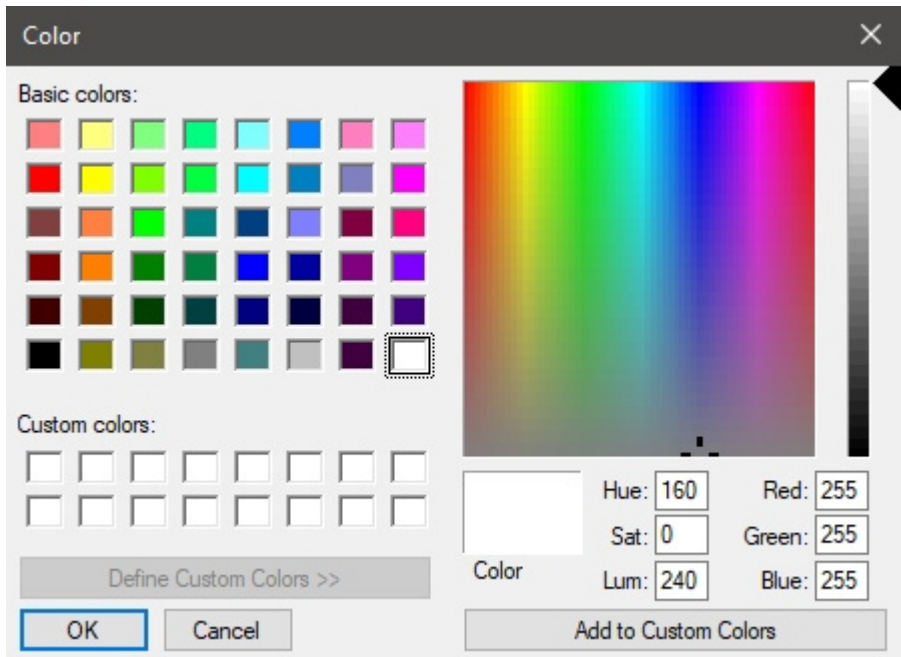 Color
Basic colors:
Custom colors:
Define Custom Colors >>
OK Cancel
Color
Hue: 160 Red: 255
Sat: 0 Green: 255
Lum: 240 Blue: 255
Add to Custom Colors